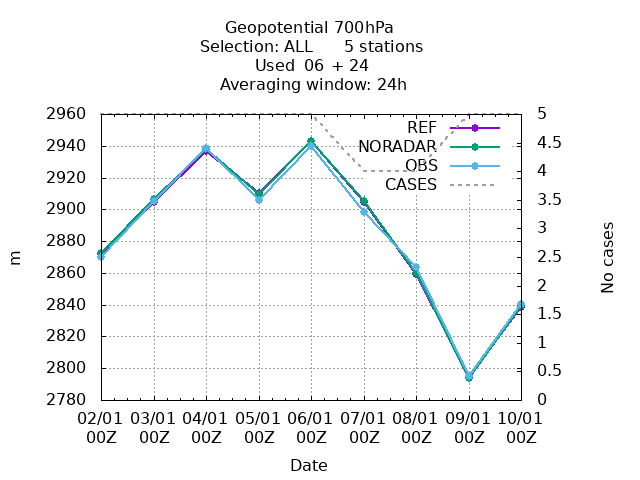 Geopotential 700hPa
Selection: ALL      5 stations
Used  06 + 24
Averaging window: 24h
2960
2940
2920
2900
2880
2860
2840
2820
2800
2780
m
5
4.5
4
3.5
3
2.5
2
1.5
1
0.5
0
No cases
REF
NORADAR
OBS
CASES
02/01 03/01 04/01 05/01 06/01 07/01 08/01 09/01 10/01
00Z 00Z 00Z 00Z 00Z 00Z 00Z 00Z 00Z
Date